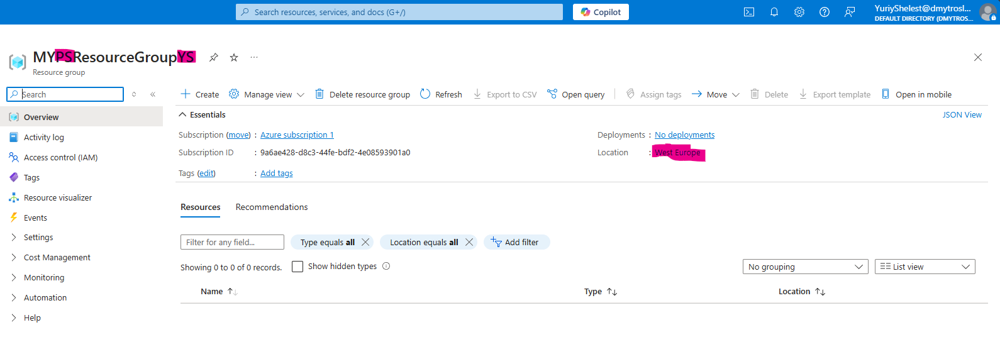 Search resources, services, and docs (G+/)
Copilot
YuriyShelest@dmytrosl...
DEFAULT DIRECTORY (DMYTROS...
MYPSResourceGroupYS
Resource group
Search
Create
Manage view
Delete resource group
Refresh
Export to CSV
Open query
Assign tags
Move
Delete
Export template
Open in mobile
Overview
Activity log
Access control (IAM)
Tags
Resource visualizer
Events
Settings
Cost Management
Monitoring
Automation
Help
Essentials
JSON View
Subscription (move) : Azure subscription 1
Subscription ID : 9a6ae428-d8c3-44fe-bdf2-4e08593901a0
Tags (edit) : Add tags
Deployments : No deployments
Location : West Europe
Resources
Recommendations
Filter for any field...
Type equals all
Location equals all
Add filter
Showing 0 to 0 of 0 records.
Show hidden types
No grouping
List view
Name
Type
Location